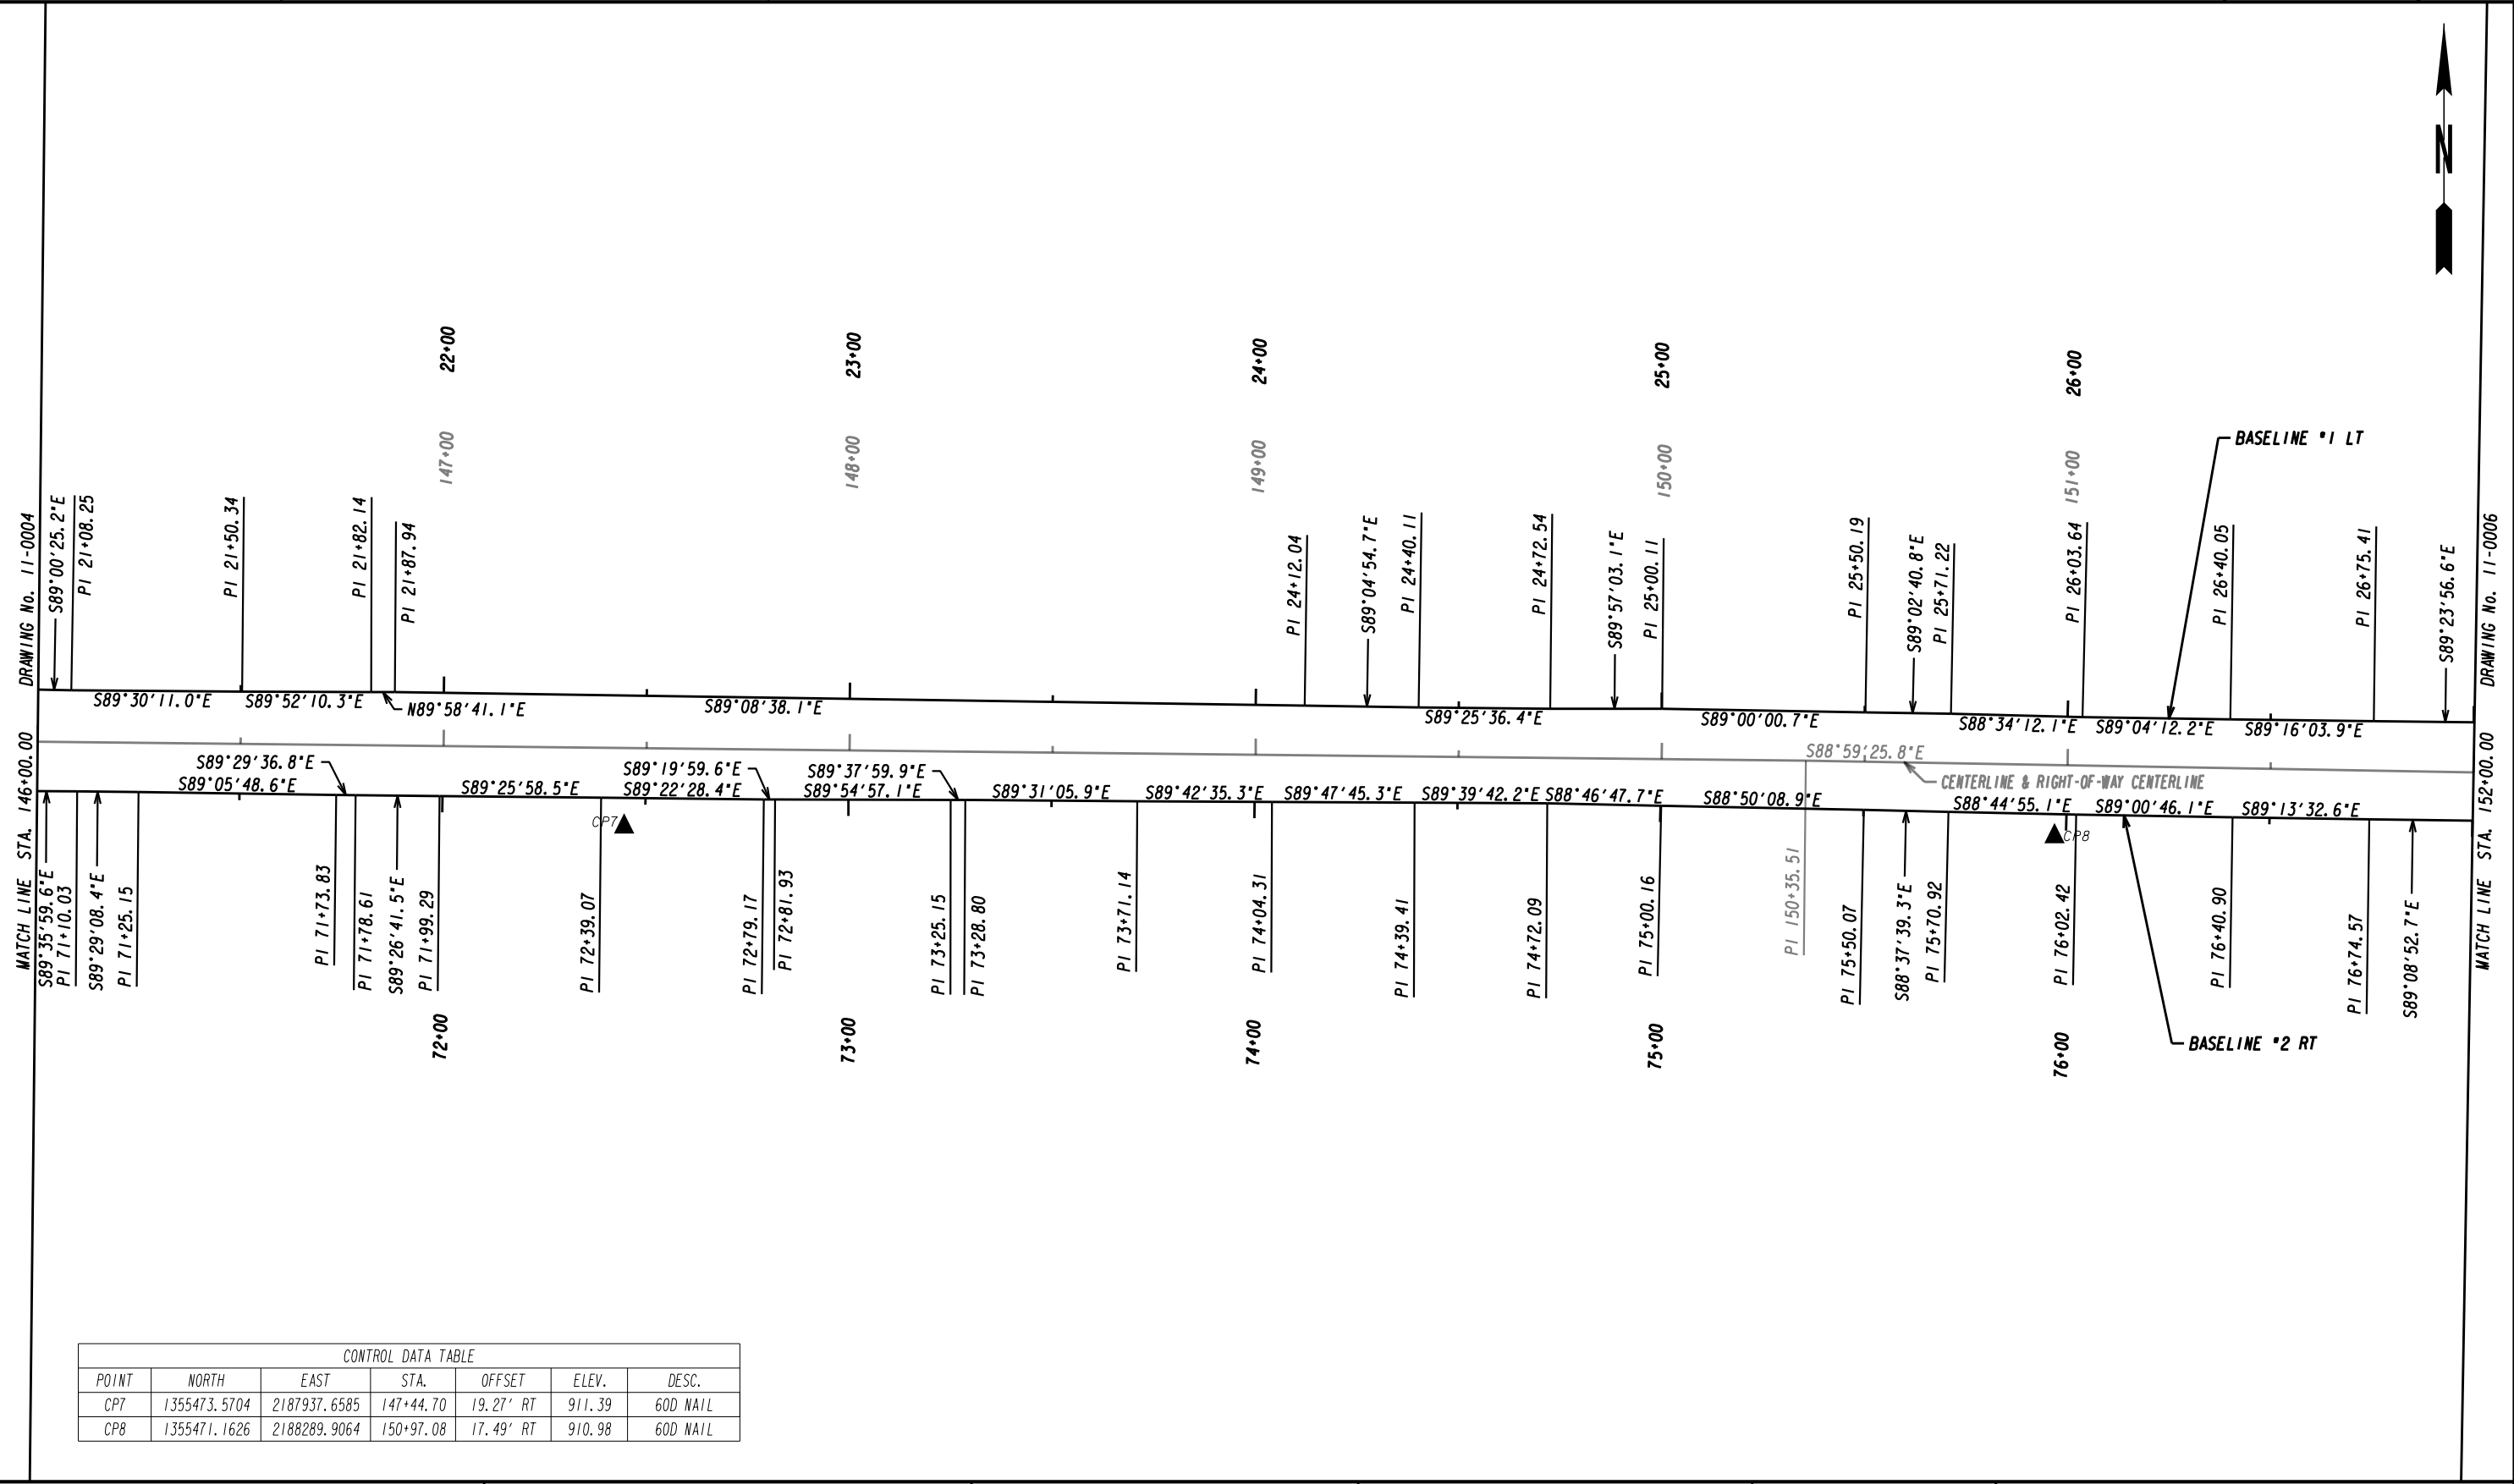 N
22+00
23+00
24+00
25+00
26+00
147+00
148+00
149+00
150+00
151+00
BASELINE #1 LT
DRAWING No. 11-0004
S89°00'25.2"E
PI 21+08.25
PI 21+50.34
PI 21+82.14
PI 21+87.94
PI 24+12.04
S89°04'54.7"E
PI 24+40.11
PI 24+72.54
S89°57'03.1"E
PI 25+00.11
PI 25+50.19
S89°02'40.8"E
PI 25+71.22
PI 26+03.64
PI 26+40.05
PI 26+75.41
S89°23'56.6"E
DRAWING No. 11-0006
S89°30'11.0"E
S89°52'10.3"E
N89°58'41.1"E
S89°08'38.1"E
S89°25'36.4"E
S89°00'00.7"E
S88°34'12.1"E
S89°04'12.2"E
S89°16'03.9"E
S88°59'25.8"E
CENTERLINE & RIGHT-OF-WAY CENTERLINE
S89°29'36.8"E
S89°05'48.6"E
S89°25'58.5"E
S89°19'59.6"E
S89°22'28.4"E
S89°37'59.9"E
S89°54'57.1"E
S89°31'05.9"E
S89°42'35.3"E
S89°47'45.3"E
S89°39'42.2"E
S88°46'47.7"E
S88°50'08.9"E
S88°44'55.1"E
S89°00'46.1"E
S89°13'32.6"E
CP7
CP8
MATCH LINE STA. 146+00.00
S89°35'59.6"E
PI 71+10.03
S89°29'08.4"E
PI 71+25.15
PI 71+73.83
PI 71+78.61
S89°26'41.5"E
PI 71+99.29
PI 72+39.07
PI 72+79.17
PI 72+81.93
PI 73+25.15
PI 73+28.80
PI 73+71.14
PI 74+04.31
PI 74+39.41
PI 74+72.09
PI 75+00.16
PI 150+35.51
PI 75+50.07
S88°37'39.3"E
PI 75+70.92
PI 76+02.42
PI 76+40.90
PI 76+74.57
S89°08'52.7"E
MATCH LINE STA. 152+00.00
72+00
73+00
74+00
75+00
76+00
BASELINE #2 RT
CONTROL DATA TABLE
POINT NORTH EAST STA. OFFSET ELEV. DESC.
CP7 1355473.5704 2187937.6585 147+44.70 19.27' RT 911.39 60D NAIL
CP8 1355471.1626 2188289.9064 150+97.08 17.49' RT 910.98 60D NAIL